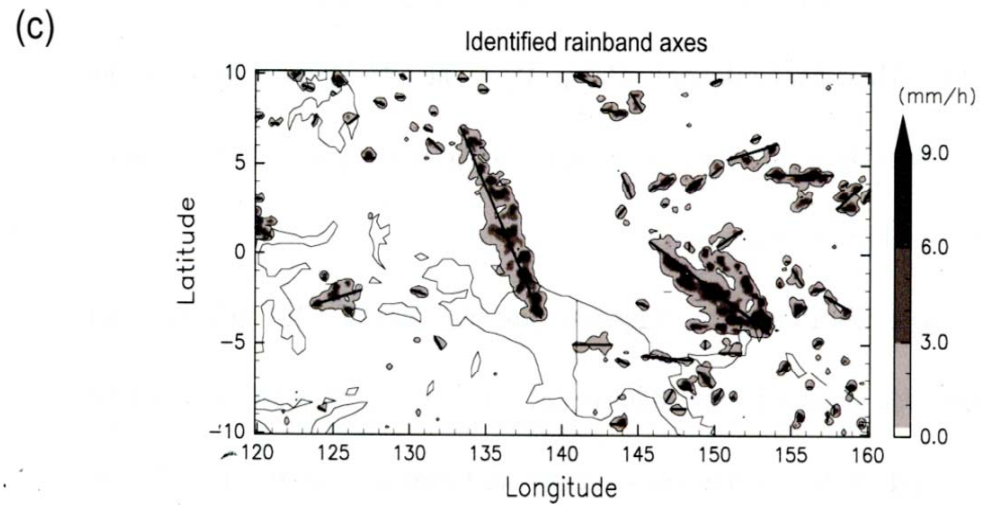 (c)
Identified rainband axes
(mm/h)
10
5
0
−5
−10
Latitude
120 125 130 135 140 145 150 155 160
Longitude
9.0
6.0
3.0
0.0